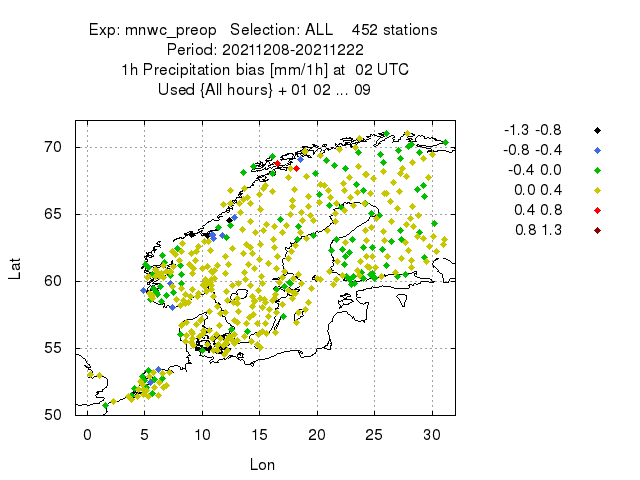 Exp: mnwc_preop Selection: ALL 452 stations
Period: 20211208-20211222
1h Precipitation bias [mm/1h] at 02 UTC
Used {All hours} + 01 02 ... 09
-1.3 -0.8
-0.8 -0.4
-0.4 0.0
0.0 0.4
0.4 0.8
0.8 1.3
70
65
60
55
50
Lat
0 5 10 15 20 25 30
Lon